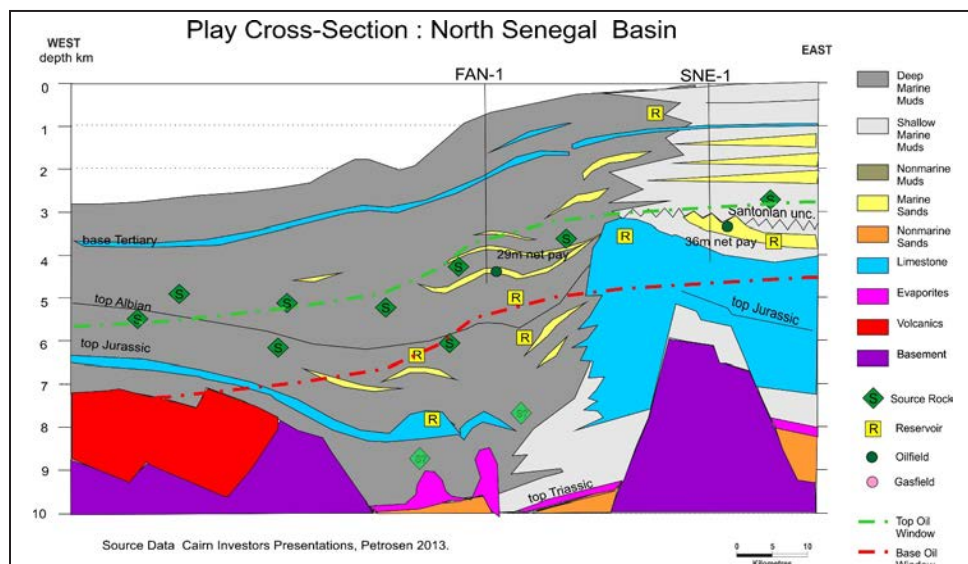 Play Cross-Section : North Senegal Basin
WEST
depth km
EAST
FAN-1
SNE-1
0
1
2
3
4
5
6
7
8
9
10
R
S
Santonian unc.
base Tertiary
R
36m net pay
R
S
29m net pay
S
S
top Albian
S
S
S
S
R
top Jurassic
top Jurassic
S
R
S
R
R
S?
S?
top Triassic
Deep
Marine
Muds
Shallow
Marine
Muds
Nonmarine
Muds
Marine
Sands
Nonmarine
Sands
Limestone
Evaporites
Volcanics
Basement
S Source Rock
R Reservoir
Oilfield
Gasfield
Top Oil
Window
Base Oil
Window
Source Data Cairn Investors Presentations, Petrosen 2013.
0 5 10
Kilometres